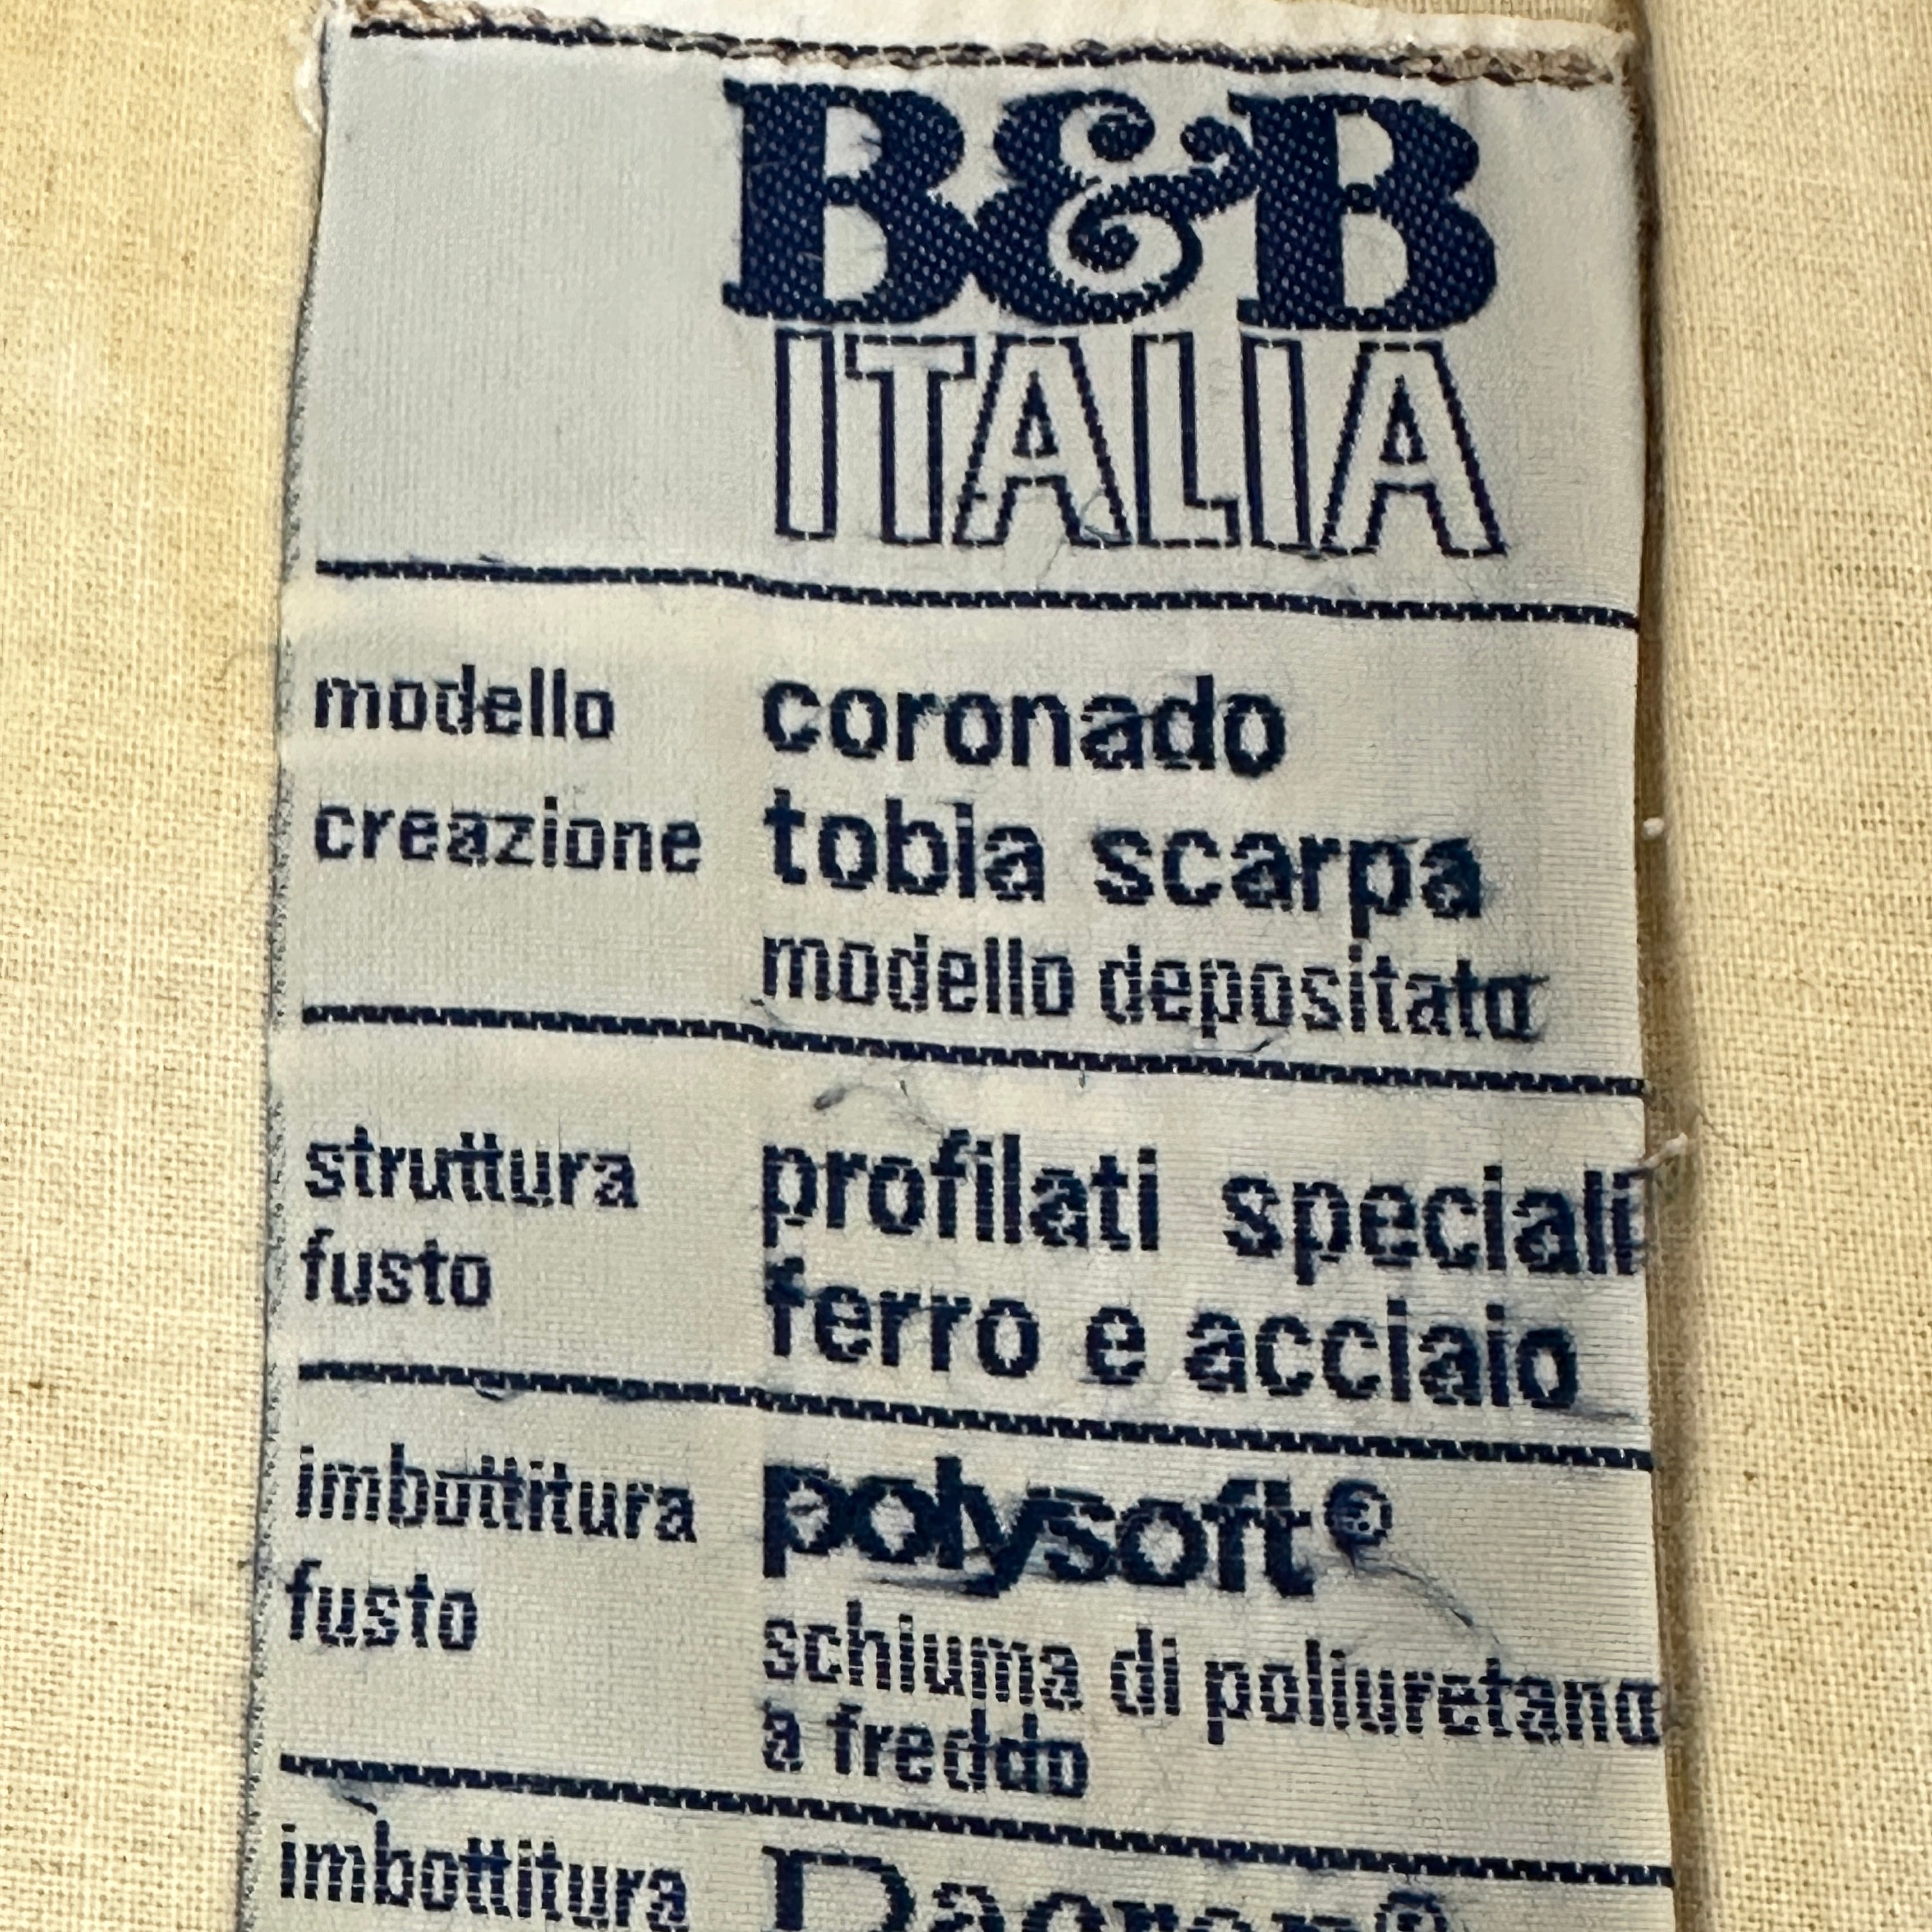 B&B
ITALIA
modello coronado
creazione tobia scarpa
modello depositato
struttura profilati speciali
fusto ferro e acciaio
imbottitura polysoft®
fusto schiuma di poliuretano
a freddo
imbottitura Dacron®